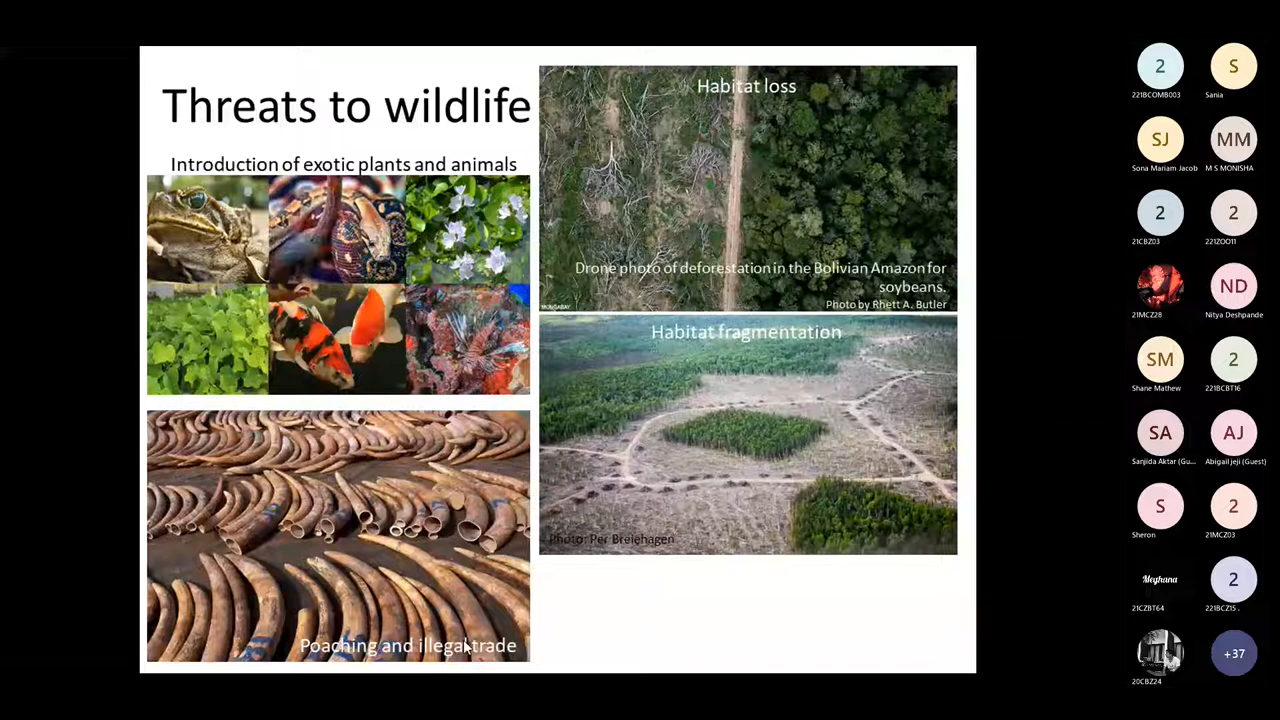 Threats to wildlife
Introduction of exotic plants and animals
Habitat loss
Drone photo of deforestation in the Bolivian Amazon for
soybeans.
Photo by Rhett A. Butler
MONGABAY
Habitat fragmentation
Photo: Per Breiehagen
Poaching and illegal trade
2
S
221BCOMB003
Sania
SJ
MM
Sona Mariam Jacob
M S MONISHA
2
2
21CBZ03
221ZOO11
ND
21MCZ28
Nitya Deshpande
SM
2
Shane Mathew
221BCBT16
SA
AJ
Sanjida Aktar (Gu...
Abigail jeji (Guest)
S
2
Sheron
21MCZ03
Meghana
2
21CZBT64
221BCZ15 .
+37
20CBZ24